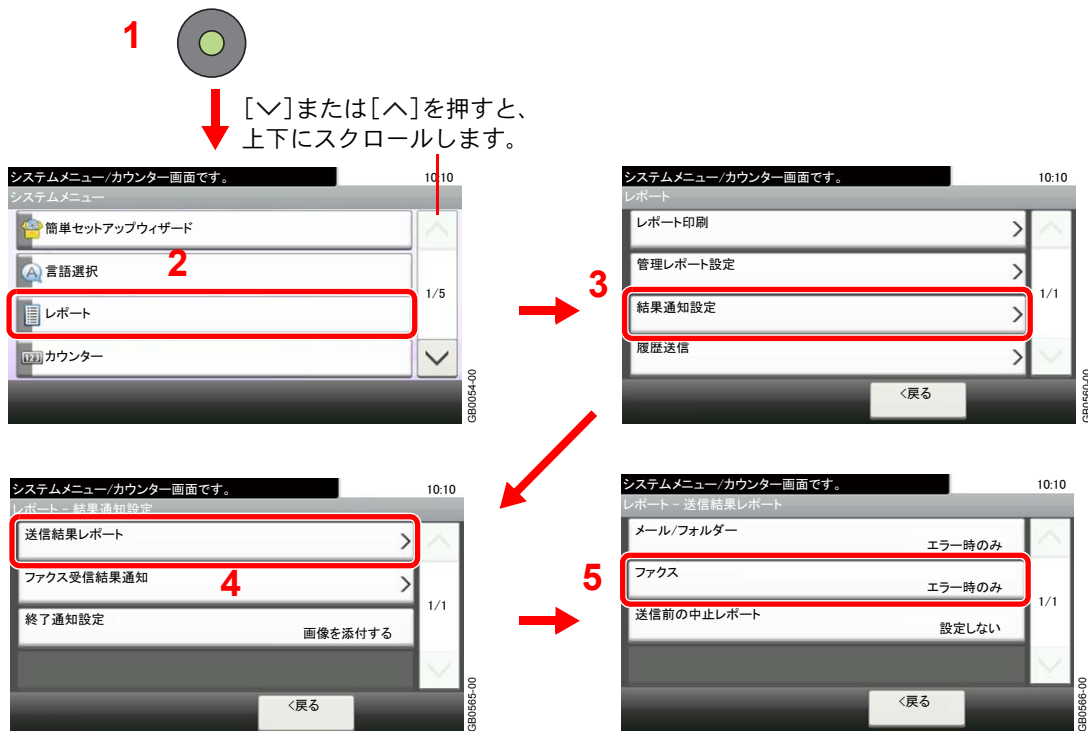 1
[∨]または[∧]を押すと、
上下にスクロールします。
システムメニュー/カウンター画面です。
10:10
システムメニュー
簡単セットアップウィザード
言語選択
2
レポート
1/5
123 カウンター
GB0054-00
システムメニュー/カウンター画面です。
10:10
レポート
レポート印刷
管理レポート設定
3
結果通知設定
1/1
履歴送信
<戻る
GB0560-00
システムメニュー/カウンター画面です。
10:10
レポート - 結果通知設定
送信結果レポート
ファクス受信結果通知
4
1/1
終了通知設定
画像を添付する
<戻る
GB0565-00
システムメニュー/カウンター画面です。
10:10
レポート - 送信結果レポート
メール/フォルダー
エラー時のみ
5
ファクス
エラー時のみ
1/1
送信前の中止レポート
設定しない
<戻る
GB0566-00